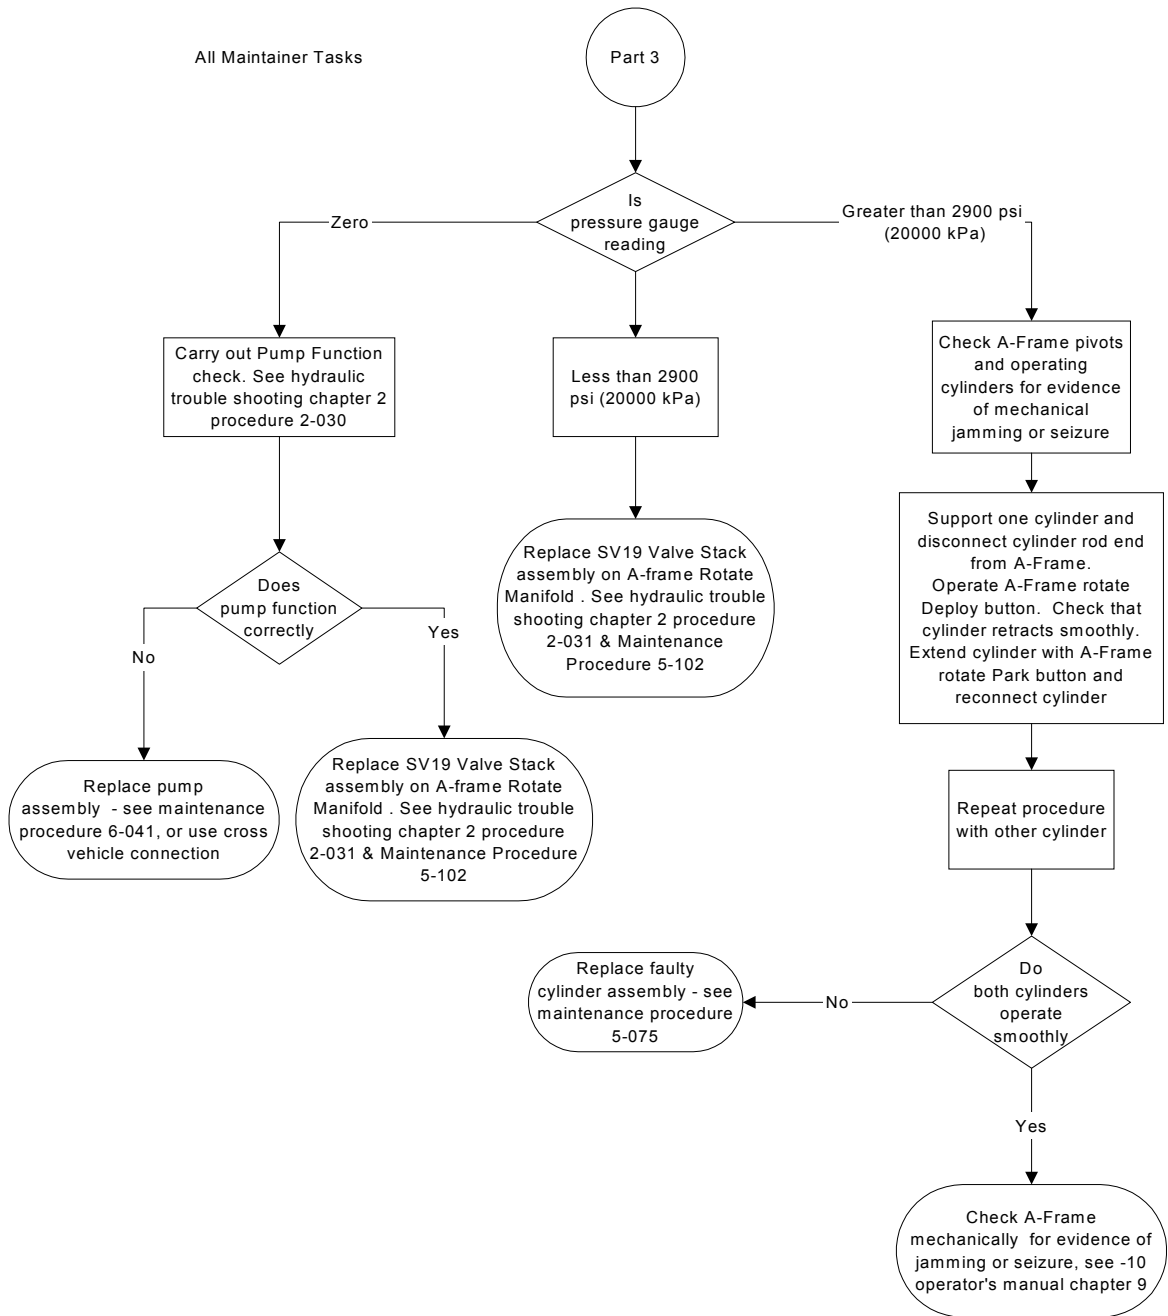 All Maintainer Tasks
Part 3
Is
pressure gauge
reading
Zero
Greater than 2900 psi
(20000 kPa)
Carry out Pump Function
check. See hydraulic
trouble shooting chapter 2
procedure 2-030
Less than 2900
psi (20000 kPa)
Check A-Frame pivots
and operating
cylinders for evidence
of mechanical
jamming or seizure
Does
pump function
correctly
No
Yes
Replace SV19 Valve Stack
assembly on A-frame Rotate
Manifold . See hydraulic trouble
shooting chapter 2 procedure
2-031 & Maintenance
Procedure 5-102
Support one cylinder and
disconnect cylinder rod end
from A-Frame.
Operate A-Frame rotate
Deploy button.  Check that
cylinder retracts smoothly.
Extend cylinder with A-Frame
rotate Park button and
reconnect cylinder
Replace pump
assembly  - see maintenance
procedure 6-041, or use cross
vehicle connection
Replace SV19 Valve Stack
assembly on A-frame Rotate
Manifold . See hydraulic trouble
shooting chapter 2 procedure
2-031 & Maintenance Procedure
5-102
Repeat procedure
with other cylinder
Do
both cylinders
operate
smoothly
No
Replace faulty
cylinder assembly - see
maintenance procedure
5-075
Yes
Check A-Frame
mechanically  for evidence of
jamming or seizure, see -10
operator's manual chapter 9